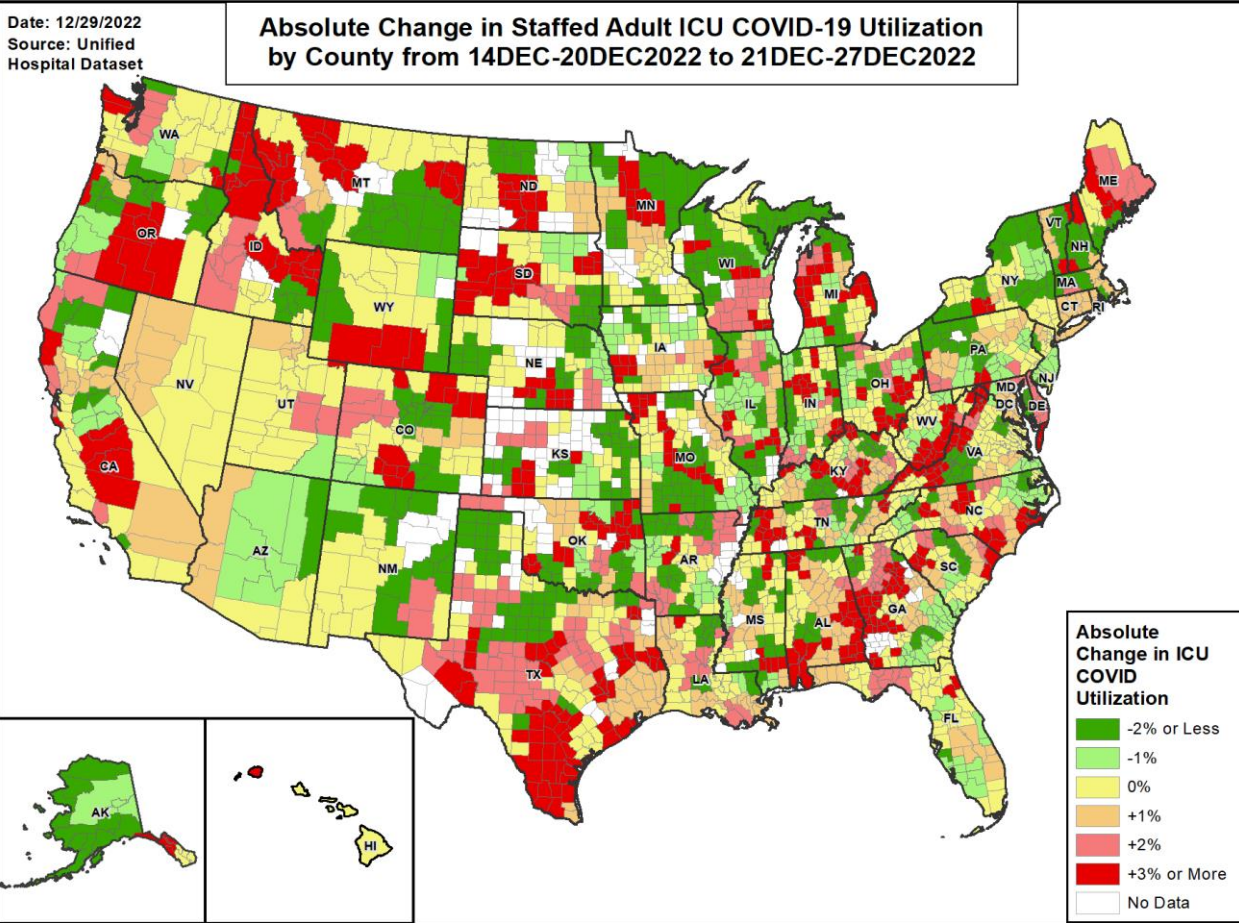 Date: 12/29/2022
Source: Unified
Hospital Dataset
Absolute Change in Staffed Adult ICU COVID-19 Utilization
by County from 14DEC-20DEC2022 to 21DEC-27DEC2022
WA
MT
ND
MN
ME
VT
NH
OR
ID
SD
WI
MI
NY
MA
CT
RI
WY
NE
IA
PA
NJ
NV
UT
CO
KS
MO
IL
IN
OH
WV
MD
DC
DE
VA
KY
CA
AZ
NM
OK
AR
TN
NC
SC
MS
AL
GA
TX
LA
FL
AK
HI
Absolute
Change in ICU
COVID
Utilization
-2% or Less
-1%
0%
+1%
+2%
+3% or More
No Data